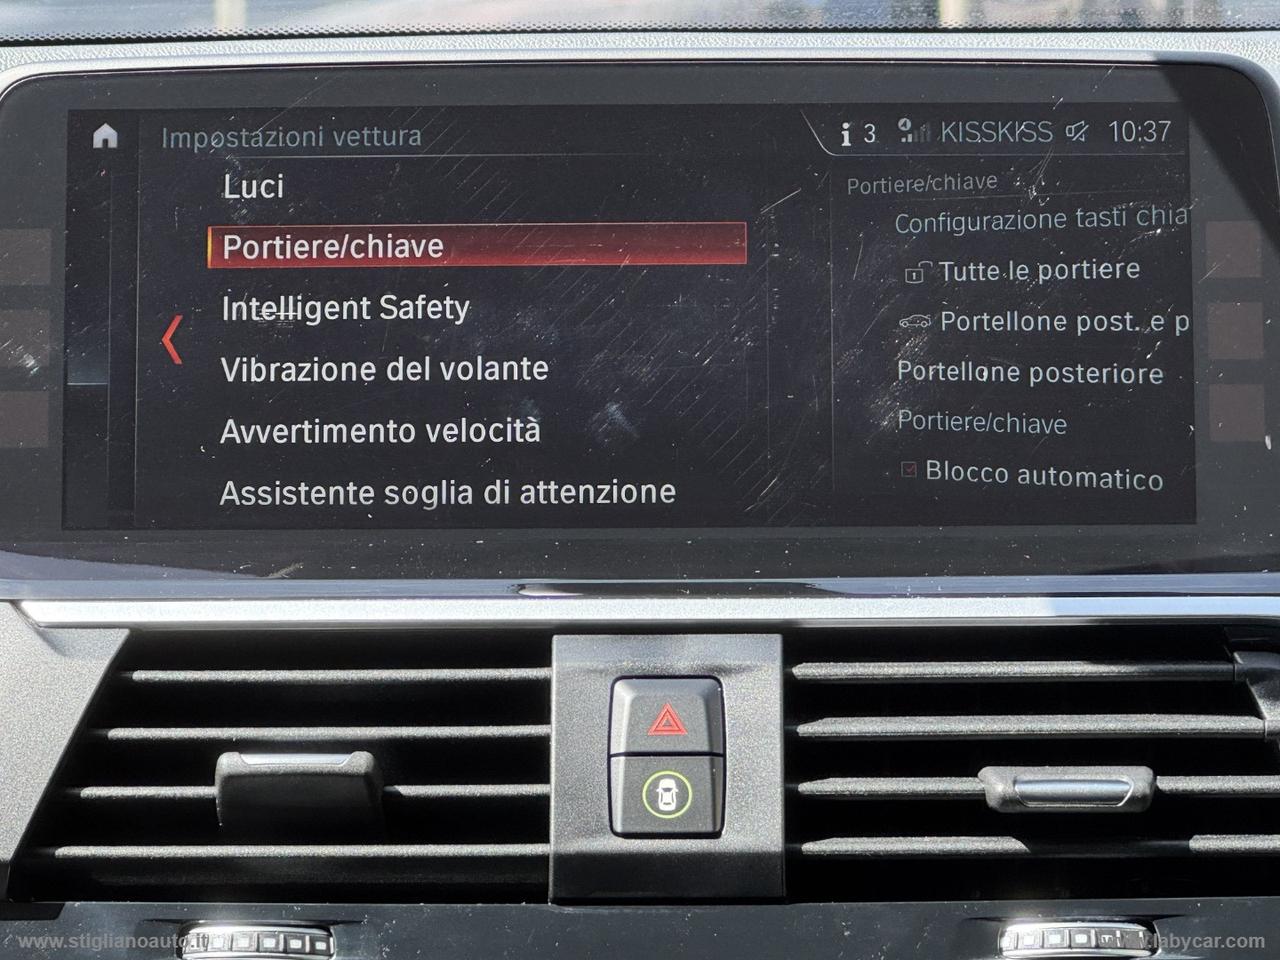 Impostazioni vettura
i 3 KISSKISS 10:37
Luci
Portiere/chiave
Intelligent Safety
Vibrazione del volante
Avvertimento velocità
Assistente soglia di attenzione
Portiere/chiave
Configurazione tasti chia
Tutte le portiere
Portellone post. e p
Portellone posteriore
Portiere/chiave
Blocco automatico
www.stiglianoauto.it
www.labycar.com